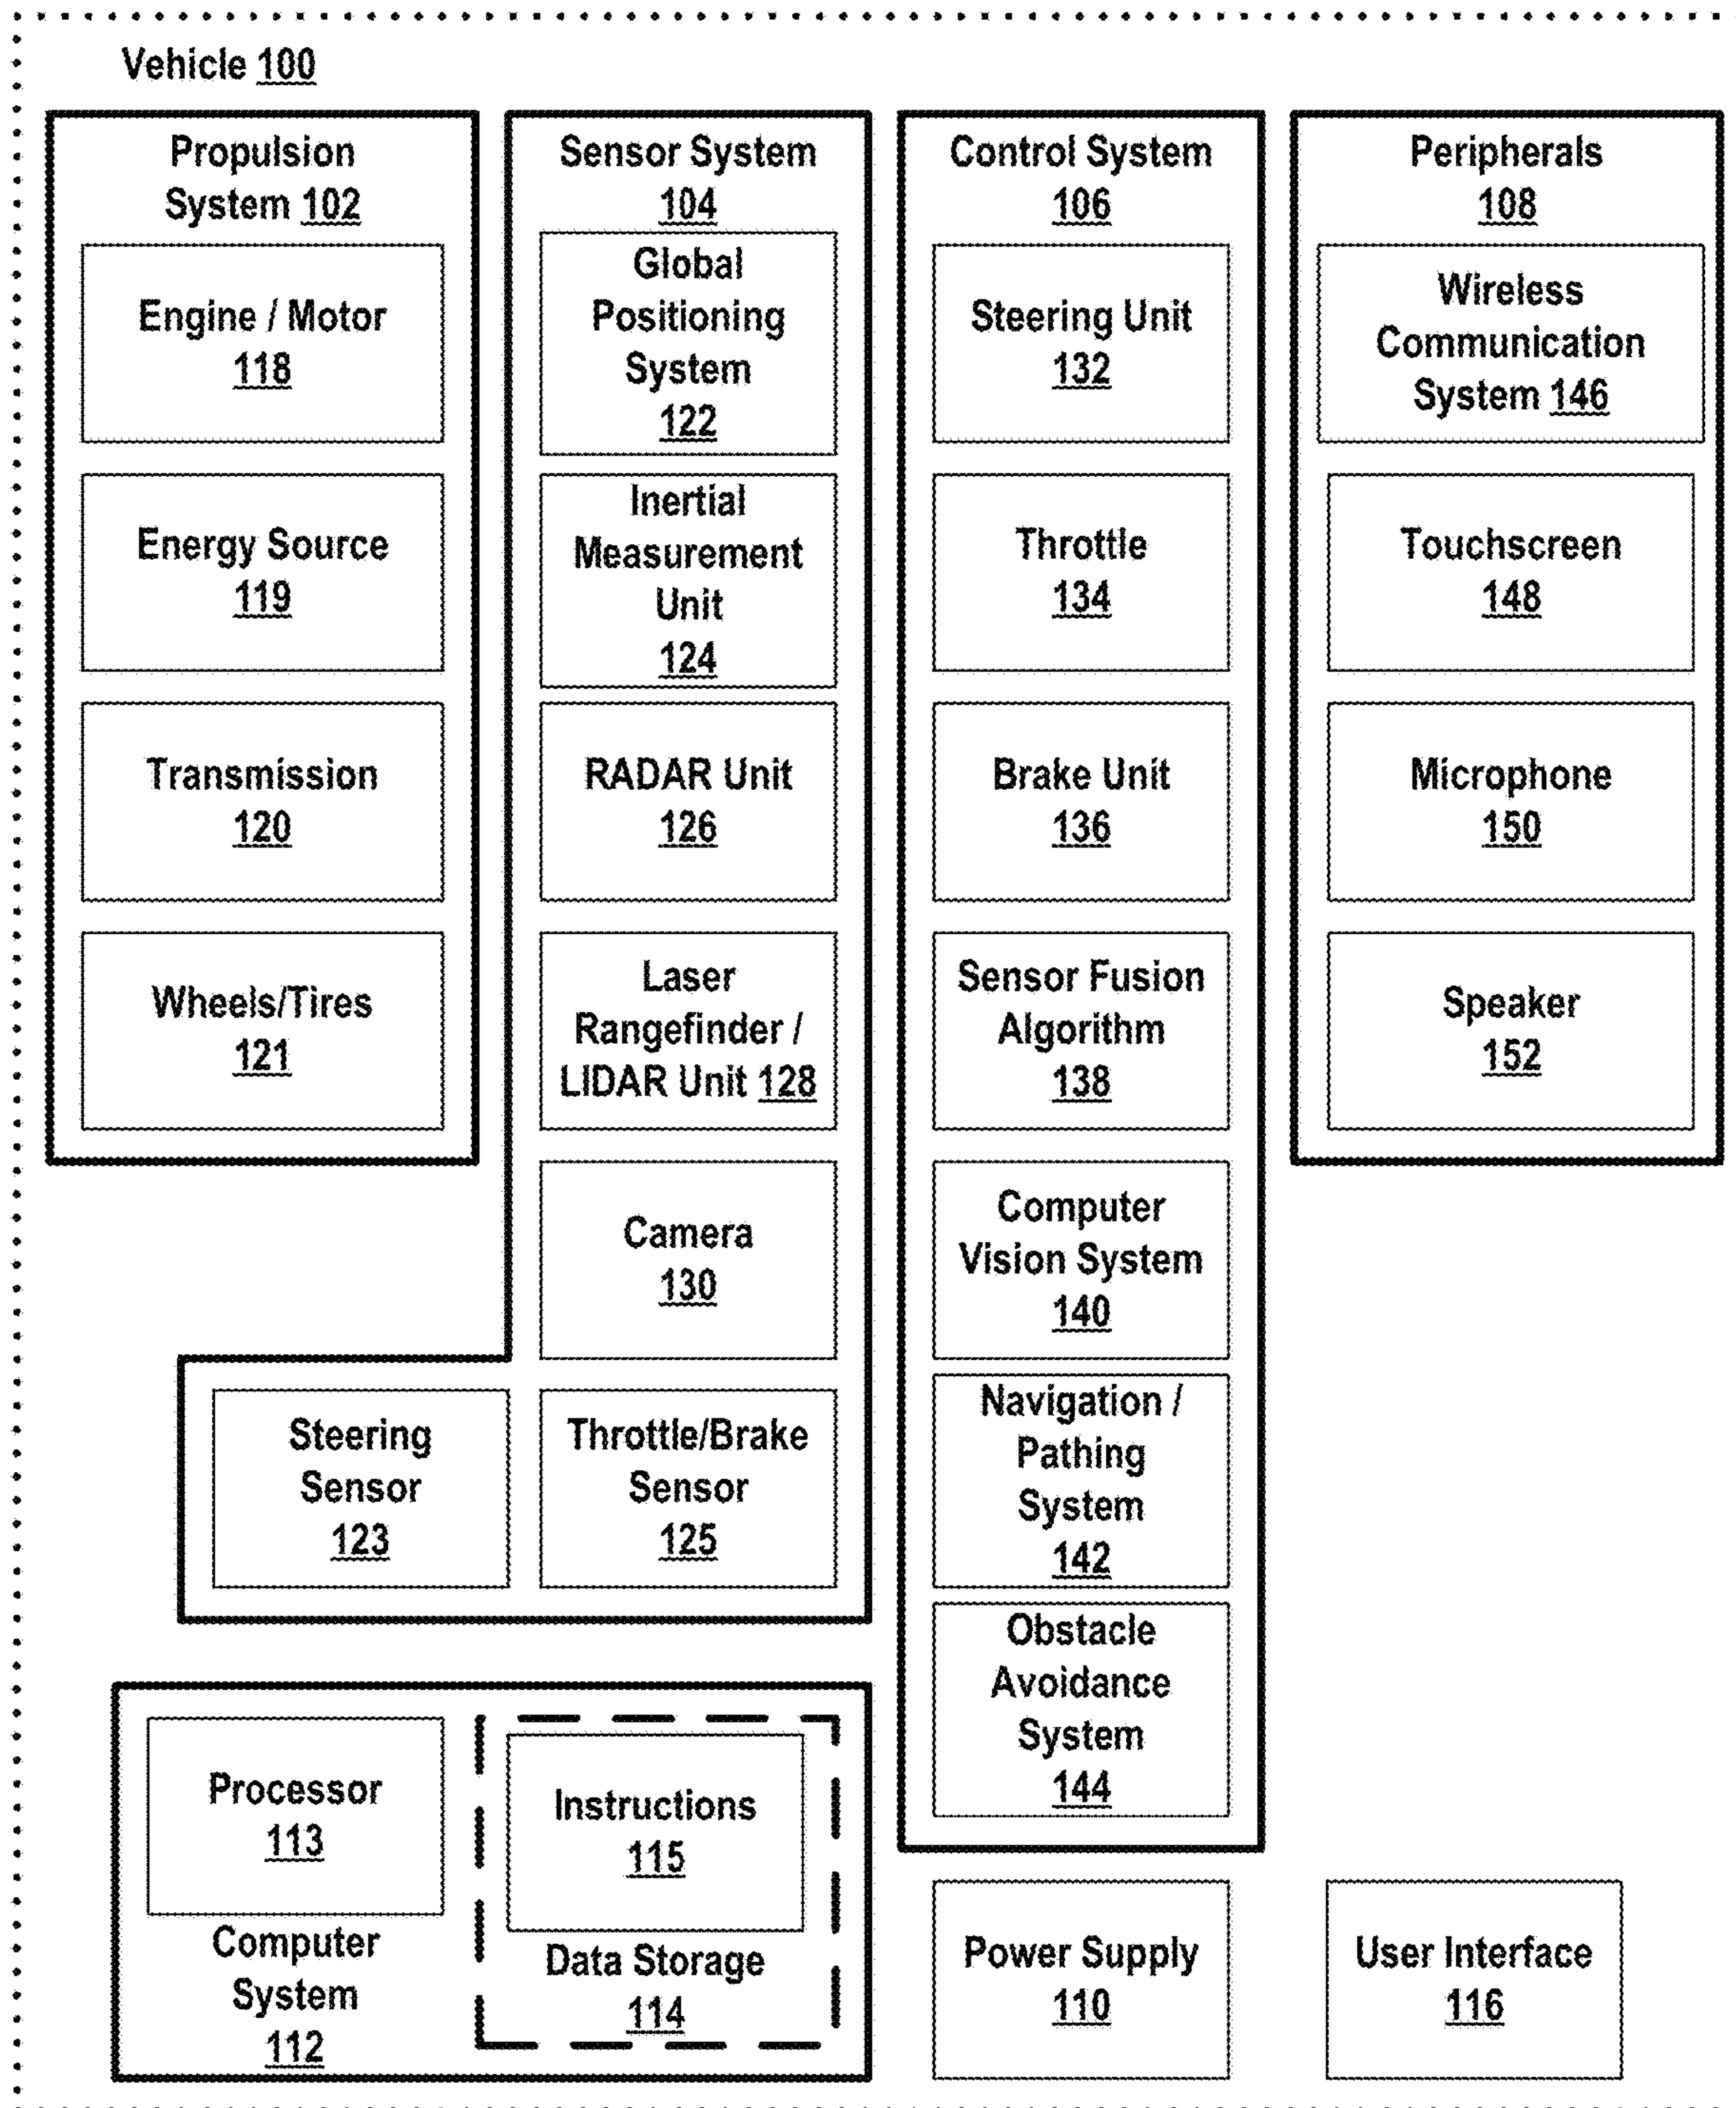 Vehicle 100
Propulsion
System 102
Engine / Motor
118
Energy Source
119
Transmission
120
Wheels/Tires
121
Sensor System
104
Global
Positioning
System
122
Inertial
Measurement
Unit
124
RADAR Unit
126
Laser
Rangefinder /
LIDAR Unit 128
Camera
130
Steering
Sensor
123
Throttle/Brake
Sensor
125
Control System
106
Steering Unit
132
Throttle
134
Brake Unit
136
Sensor Fusion
Algorithm
138
Computer
Vision System
140
Navigation /
Pathing
System
142
Obstacle
Avoidance
System
144
Peripherals
108
Wireless
Communication
System 146
Touchscreen
148
Microphone
150
Speaker
152
Processor
113
Computer
System
112
Instructions
115
Data Storage
114
Power Supply
110
User Interface
116